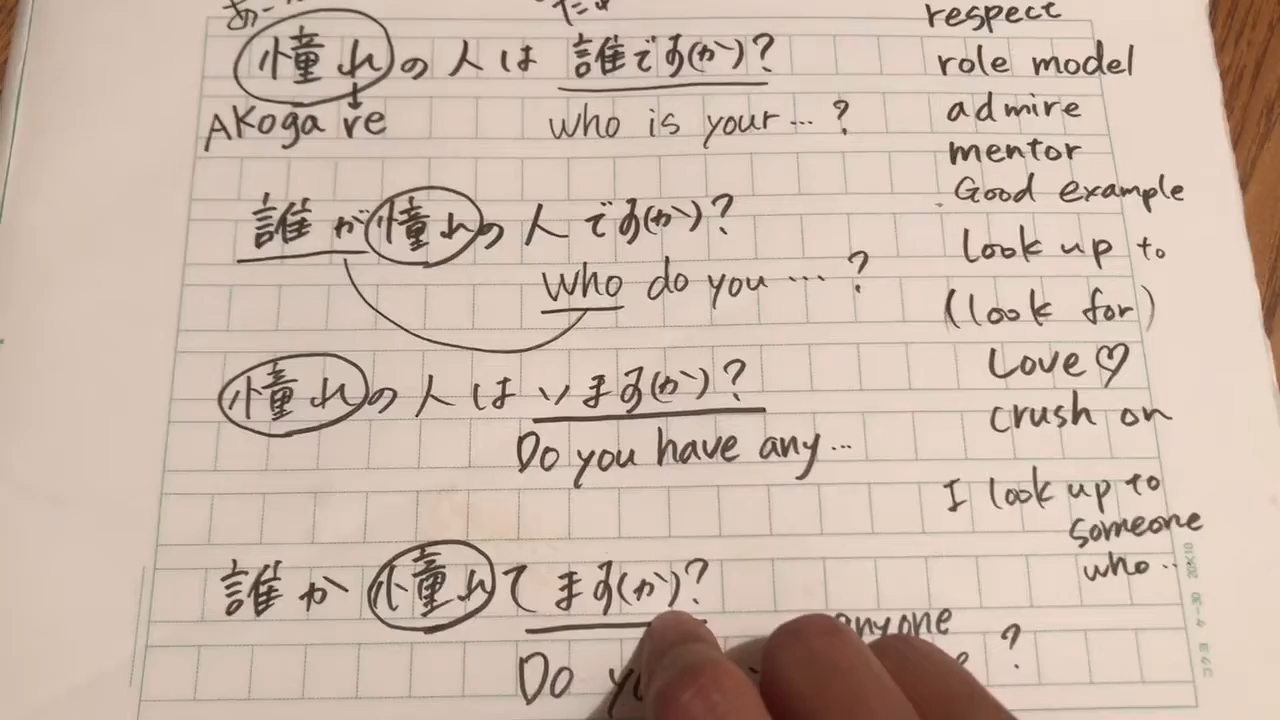 憧れの人は 誰です(か)?
AKogare
who is your... ?
誰が憧れの人です(か)?
who do you ... ?
憧れの人はいます(か)?
Do you have any...
誰か憧れてます(か)?
Do
anyone
?
respect
role model
admire
mentor
Good example
look up to
(look for)
Love♡
crush on
I look up to
someone
who..